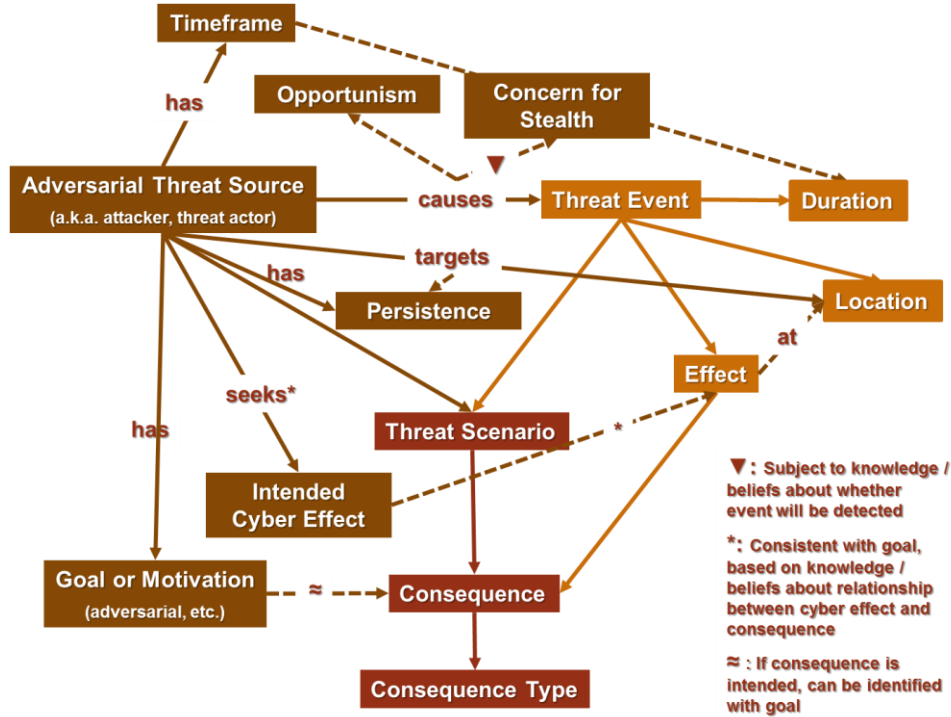 Timeframe
Opportunism
Concern for
Stealth
has
▼
Adversarial Threat Source
(a.k.a. attacker, threat actor)
causes
Threat Event
Duration
targets
has
Persistence
Location
at
Effect
seeks*
has
Threat Scenario
*
Intended
Cyber Effect
▼: Subject to knowledge /
beliefs about whether
event will be detected
*: Consistent with goal,
based on knowledge /
beliefs about relationship
between cyber effect and
consequence
Goal or Motivation
(adversarial, etc.)
≈
Consequence
Consequence Type
≈ : If consequence is
intended, can be identified
with goal